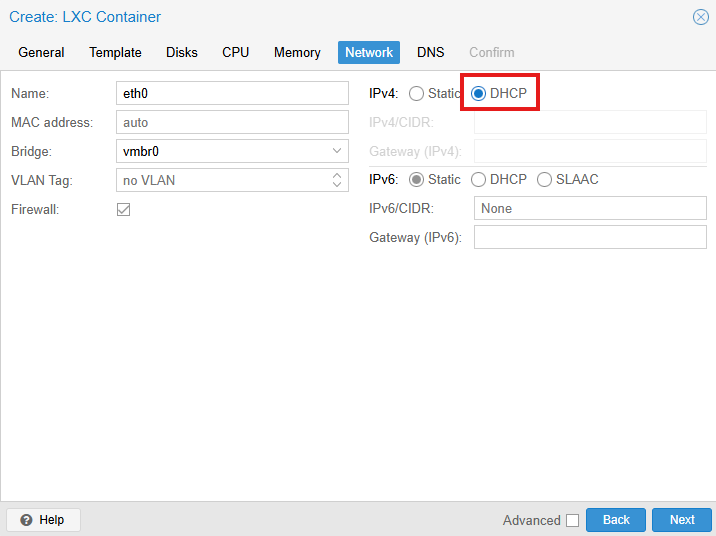 Create: LXC Container
General Template Disks CPU Memory Network DNS Confirm
Name: eth0
MAC address: auto
Bridge: vmbr0
VLAN Tag: no VLAN
Firewall:
IPv4: Static DHCP
IPv4/CIDR:
Gateway (IPv4):
IPv6: Static DHCP SLAAC
IPv6/CIDR: None
Gateway (IPv6):
Help
Advanced Back Next